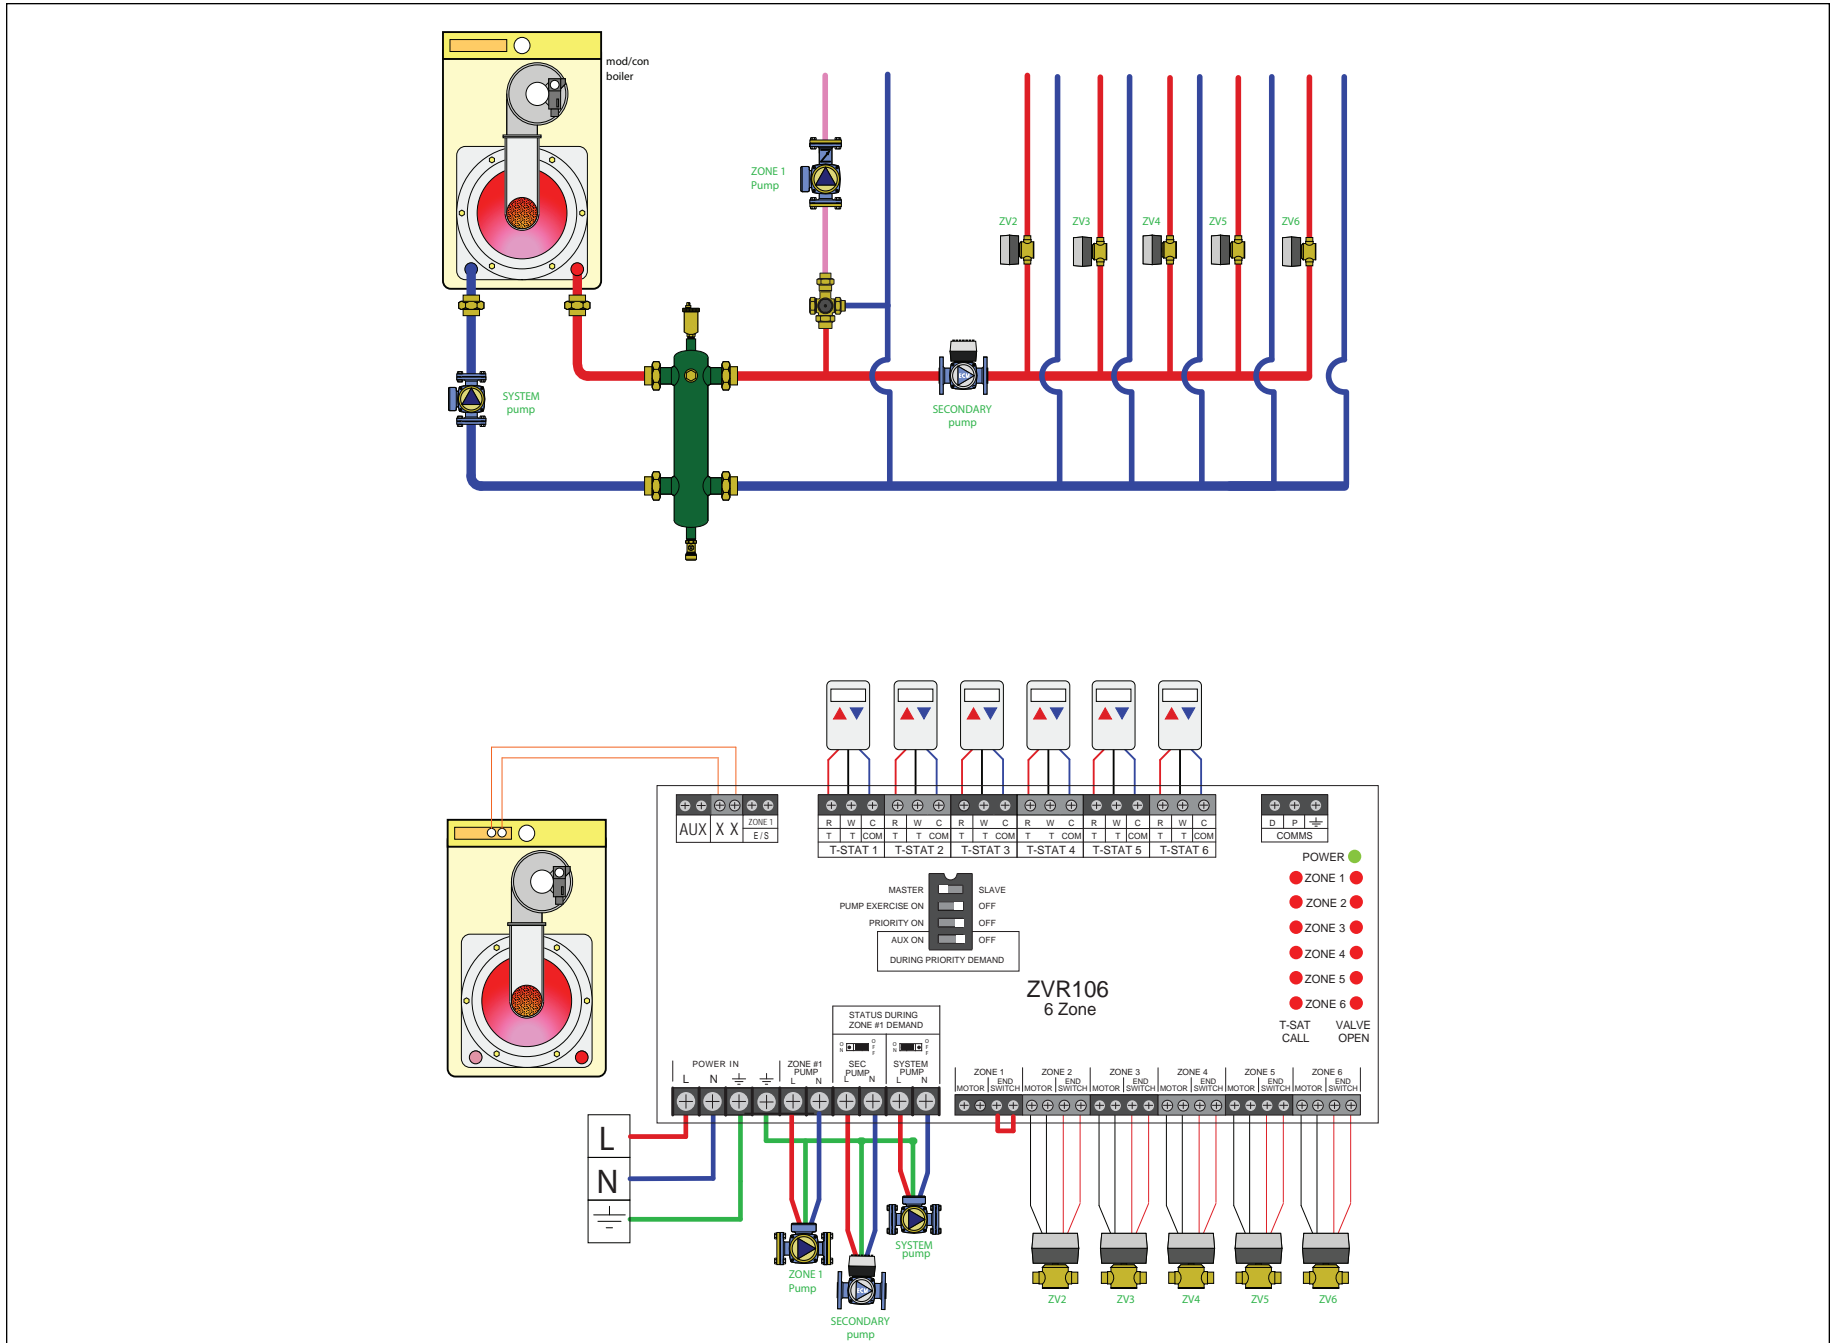 mod/con
boiler
ZONE 1
Pump
ZV2
ZV3
ZV4
ZV5
ZV6
SYSTEM
pump
ECM
SECONDARY
pump
AUX
X X
ZONE 1
E / S
R W C R W C R W C R W C R W C R W C
T T COM T T COM T T COM T T COM T T COM T T COM
T-STAT 1 T-STAT 2 T-STAT 3 T-STAT 4 T-STAT 5 T-STAT 6
D P
COMMS
POWER
ZONE 1
ZONE 2
ZONE 3
ZONE 4
ZONE 5
ZONE 6
T-SAT
CALL
VALVE
OPEN
MASTER SLAVE
PUMP EXERCISE ON OFF
PRIORITY ON OFF
AUX ON OFF
DURING PRIORITY DEMAND
ZVR106
6 Zone
STATUS DURING
ZONE #1 DEMAND
ON OFF ON OFF
POWER IN
L N
ZONE #1
PUMP
L N
SEC
PUMP
L N
SYSTEM
PUMP
L N
ZONE 1
MOTOR END SWITCH
ZONE 2
MOTOR END SWITCH
ZONE 3
MOTOR END SWITCH
ZONE 4
MOTOR END SWITCH
ZONE 5
MOTOR END SWITCH
ZONE 6
MOTOR END SWITCH
L
N
ZONE 1
Pump
ECM
SECONDARY
pump
SYSTEM
pump
ZV2
ZV3
ZV4
ZV5
ZV6